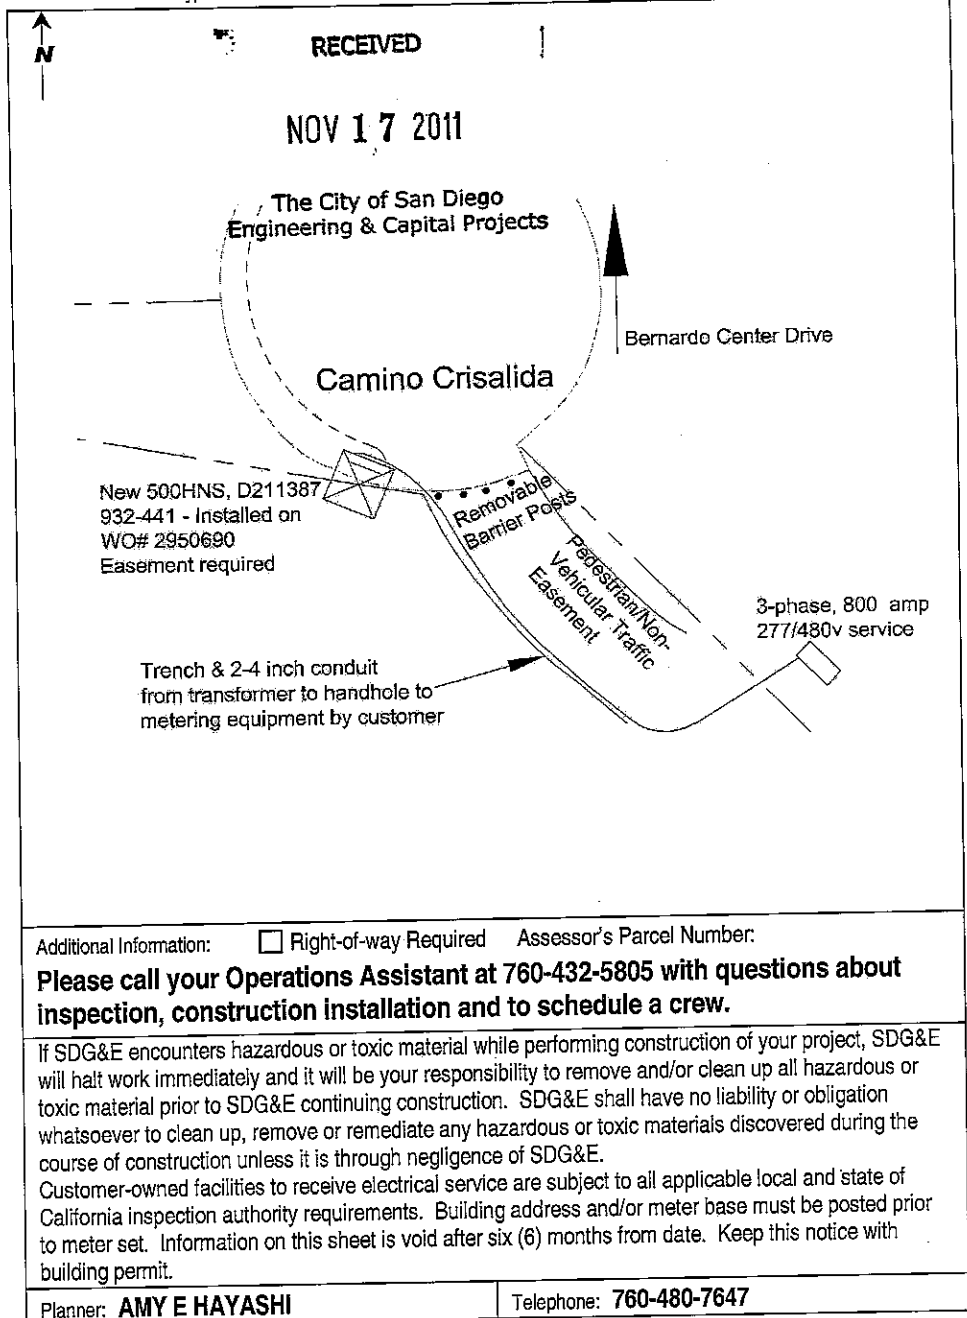 N
RECEIVED
NOV 17 2011
The City of San Diego
Engineering & Capital Projects
Bernardo Center Drive
Camino Crisalida
New 500HNS, D211387
932-441 - Installed on
WO# 2950690
Easement required
Removable
Barrier Posts
Pedestrian/Non-
Vehicular Traffic
Easement
3-phase, 800 amp
277/480v service
Trench & 2-4 inch conduit
from transformer to handhole to
metering equipment by customer
Additional Information: Right-of-way Required Assessor's Parcel Number:
Please call your Operations Assistant at 760-432-5805 with questions about
inspection, construction installation and to schedule a crew.
If SDG&E encounters hazardous or toxic material while performing construction of your project, SDG&E
will halt work immediately and it will be your responsibility to remove and/or clean up all hazardous or
toxic material prior to SDG&E continuing construction. SDG&E shall have no liability or obligation
whatsoever to clean up, remove or remediate any hazardous or toxic materials discovered during the
course of construction unless it is through negligence of SDG&E.
Customer-owned facilities to receive electrical service are subject to all applicable local and state of
California inspection authority requirements. Building address and/or meter base must be posted prior
to meter set. Information on this sheet is void after six (6) months from date. Keep this notice with
building permit.
Planner: AMY E HAYASHI Telephone: 760-480-7647